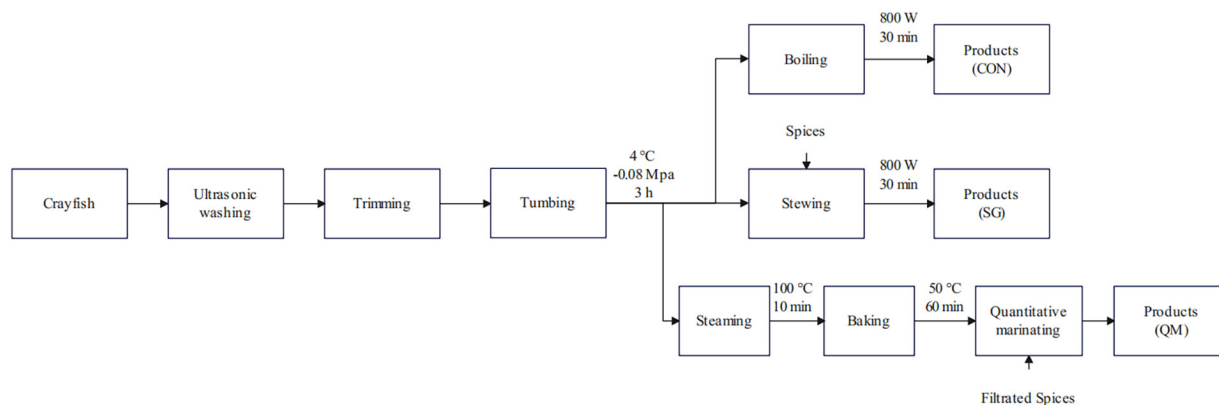 Crayfish
Ultrasonic
washing
Trimming
Tumbing
4 °C
-0.08 Mpa
3 h
Boiling
800 W
30 min
Products
(CON)
Spices
Stewing
800 W
30 min
Products
(SG)
Steaming
100 °C
10 min
Baking
50 °C
60 min
Quantitative
marinating
Filtrated Spices
Products
(QM)